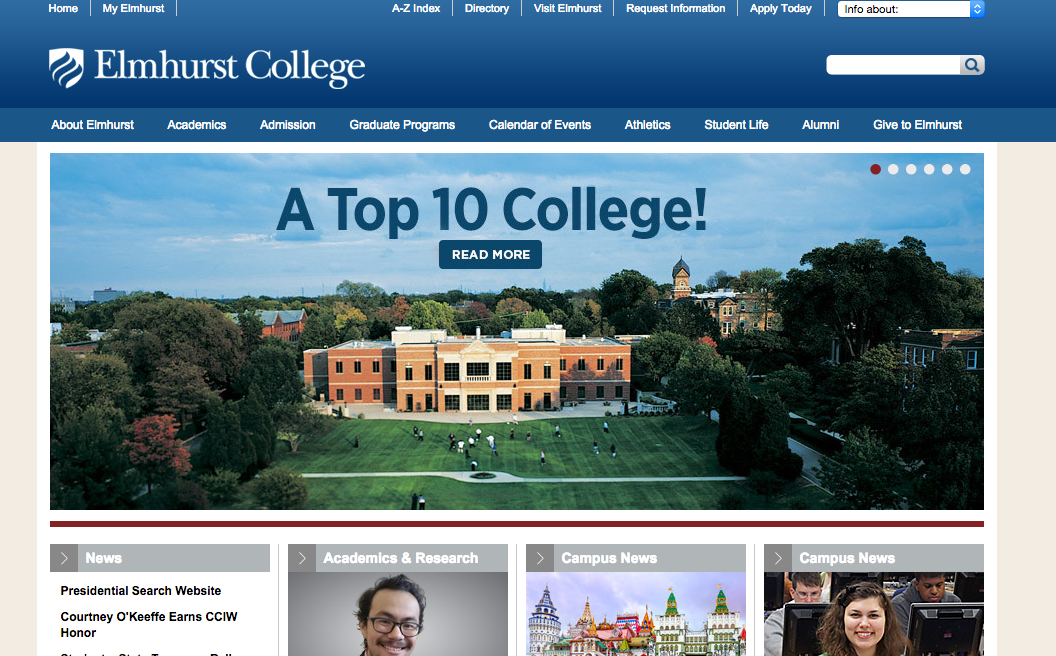 Home
My Elmhurst
A-Z Index
Directory
Visit Elmhurst
Request Information
Apply Today
Info about:
Elmhurst College
About Elmhurst
Academics
Admission
Graduate Programs
Calendar of Events
Athletics
Student Life
Alumni
Give to Elmhurst
A Top 10 College!
READ MORE
News
Academics & Research
Campus News
Campus News
Presidential Search Website
Courtney O'Keeffe Earns CCIW
Honor